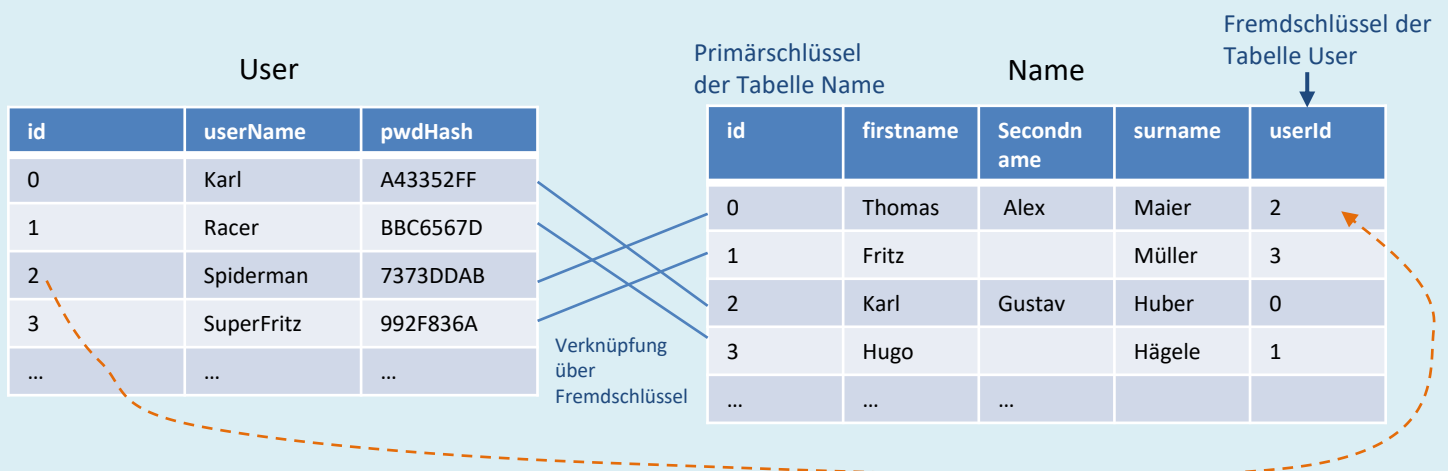 Fremdschlüssel der
Tabelle User
Primärschlüssel
der Tabelle Name
User
Name
id userName pwdHash
0 Karl A43352FF
1 Racer BBC6567D
2 Spiderman 7373DDAB
3 SuperFritz 992F836A
… … …
Verknüpfung
über
Fremdschlüssel
id firstname Secondn surname userId
ame
0 Thomas Alex Maier 2
1 Fritz Müller 3
2 Karl Gustav Huber 0
3 Hugo Hägele 1
… … …